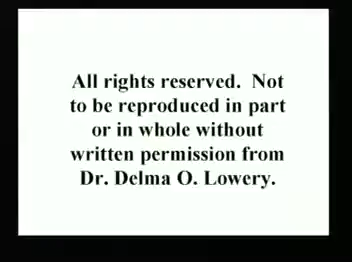 All rights reserved.  Not
to be reproduced in part
or in whole without
written permission from
Dr. Delma O. Lowery.